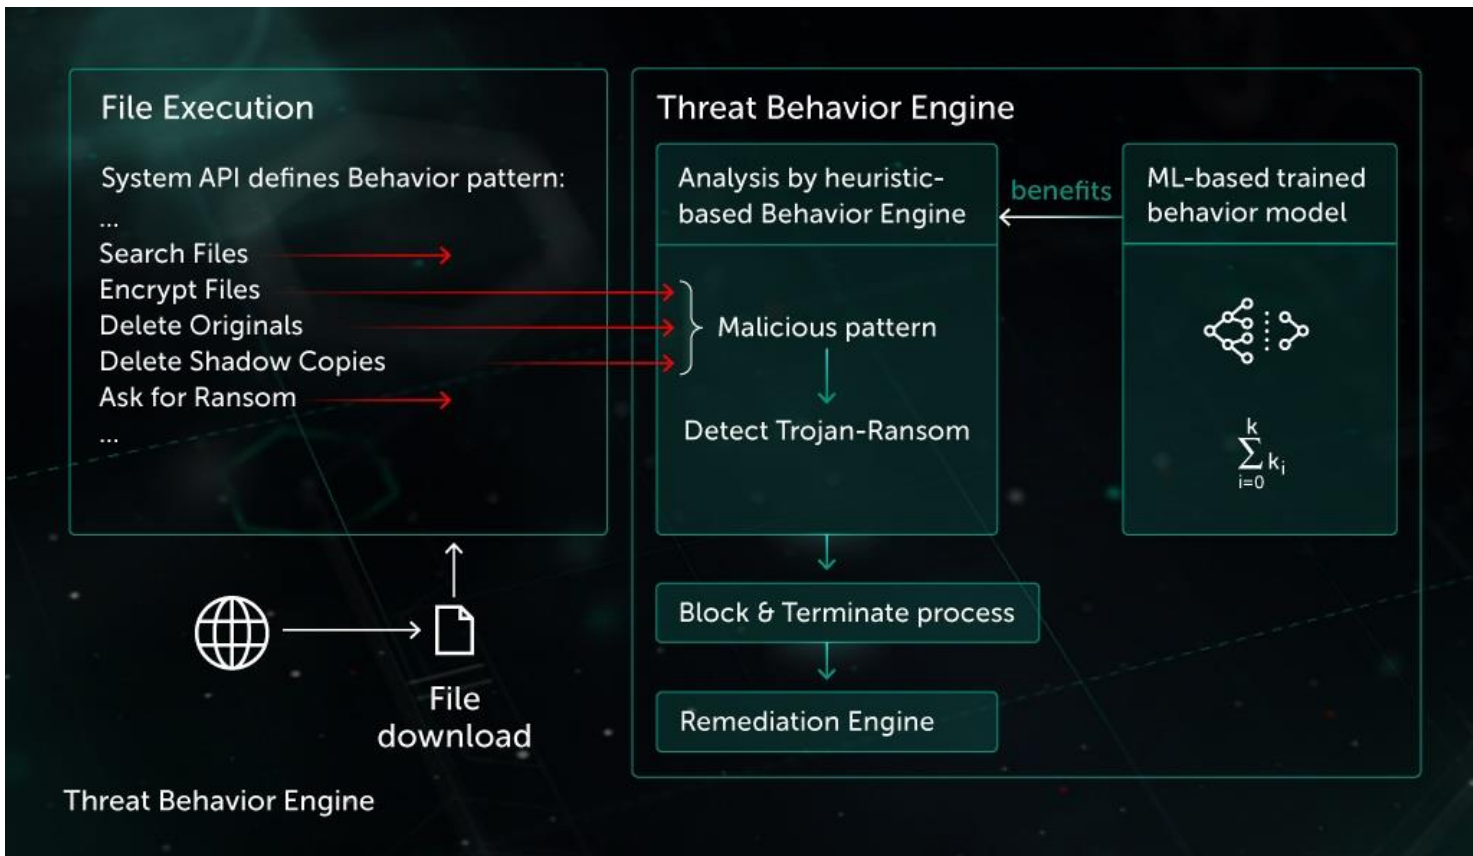 File Execution
System API defines Behavior pattern:
...
Search Files
Encrypt Files
Delete Originals
Delete Shadow Copies
Ask for Ransom
...
File
download
Threat Behavior Engine
Analysis by heuristic-
based Behavior Engine
benefits
ML-based trained
behavior model
Malicious pattern
Detect Trojan-Ransom
k
∑ kᵢ
i=0
Block & Terminate process
Remediation Engine
Threat Behavior Engine